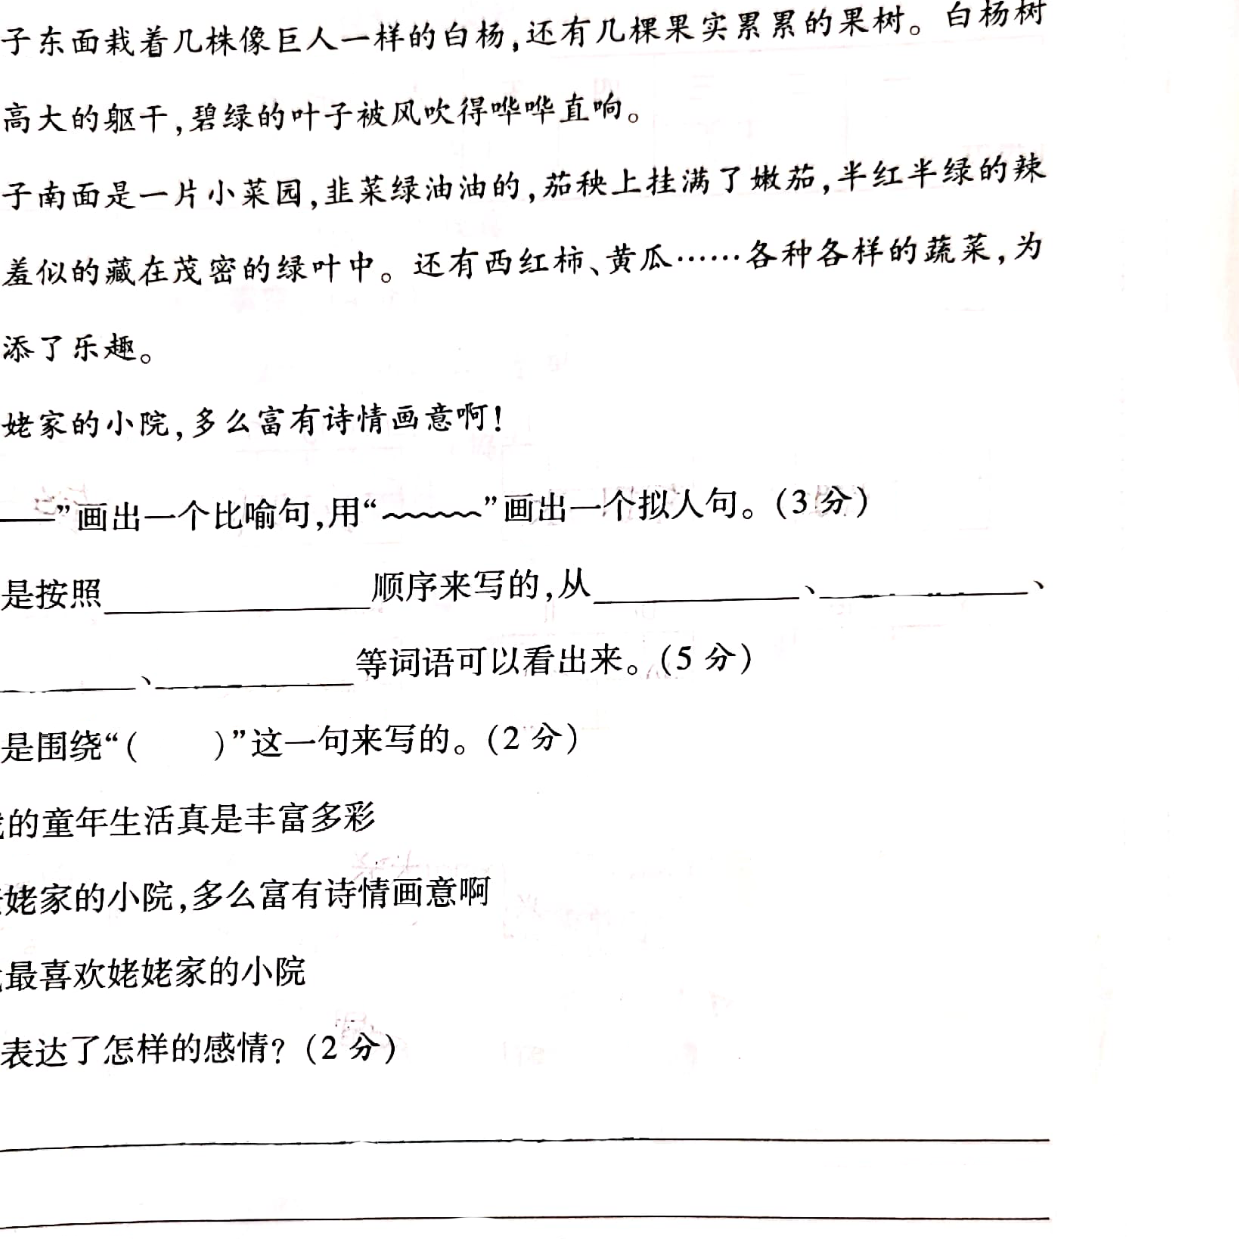 子东面栽着几株像巨人一样的白杨,还有几棵果实累累的果树。白杨树
高大的躯干,碧绿的叶子被风吹得哗哗直响。
子南面是一片小菜园,韭菜绿油油的,茄秧上挂满了嫩茄,半红半绿的辣
羞似的藏在茂密的绿叶中。还有西红柿、黄瓜……各种各样的蔬菜,为
添了乐趣。
姥家的小院,多么富有诗情画意啊!
——”画出一个比喻句,用“﹏﹏﹏”画出一个拟人句。(3分)
是按照________顺序来写的,从________、________、
________、________等词语可以看出来。(5分)
是围绕“(    )”这一句来写的。(2分)
的童年生活真是丰富多彩
姥家的小院,多么富有诗情画意啊
最喜欢姥姥家的小院
表达了怎样的感情?(2分)